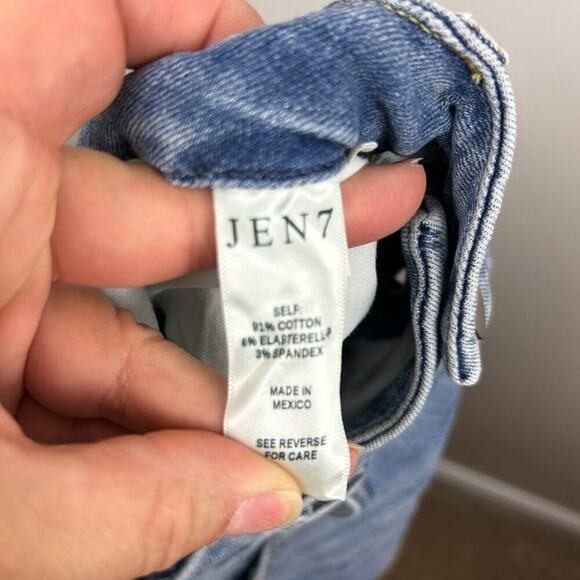 JEN7
SELF:
91% COTTON
6% ELASTERELL-P
3% SPANDEX
MADE IN
MEXICO
SEE REVERSE
FOR CARE